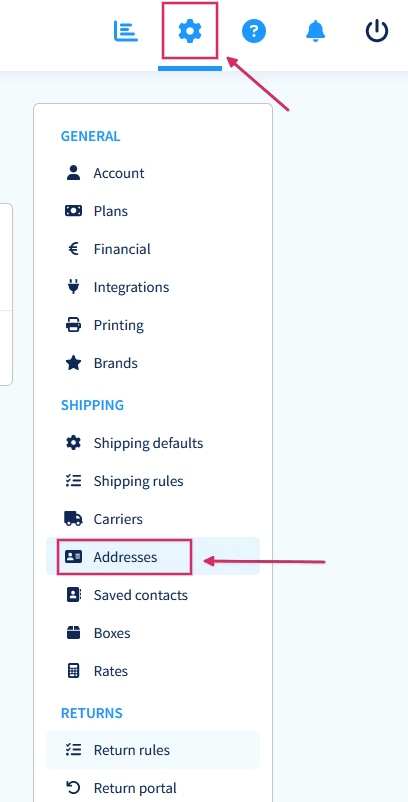 GENERAL
Account
Plans
Financial
Integrations
Printing
Brands
SHIPPING
Shipping defaults
Shipping rules
Carriers
Addresses
Saved contacts
Boxes
Rates
RETURNS
Return rules
Return portal